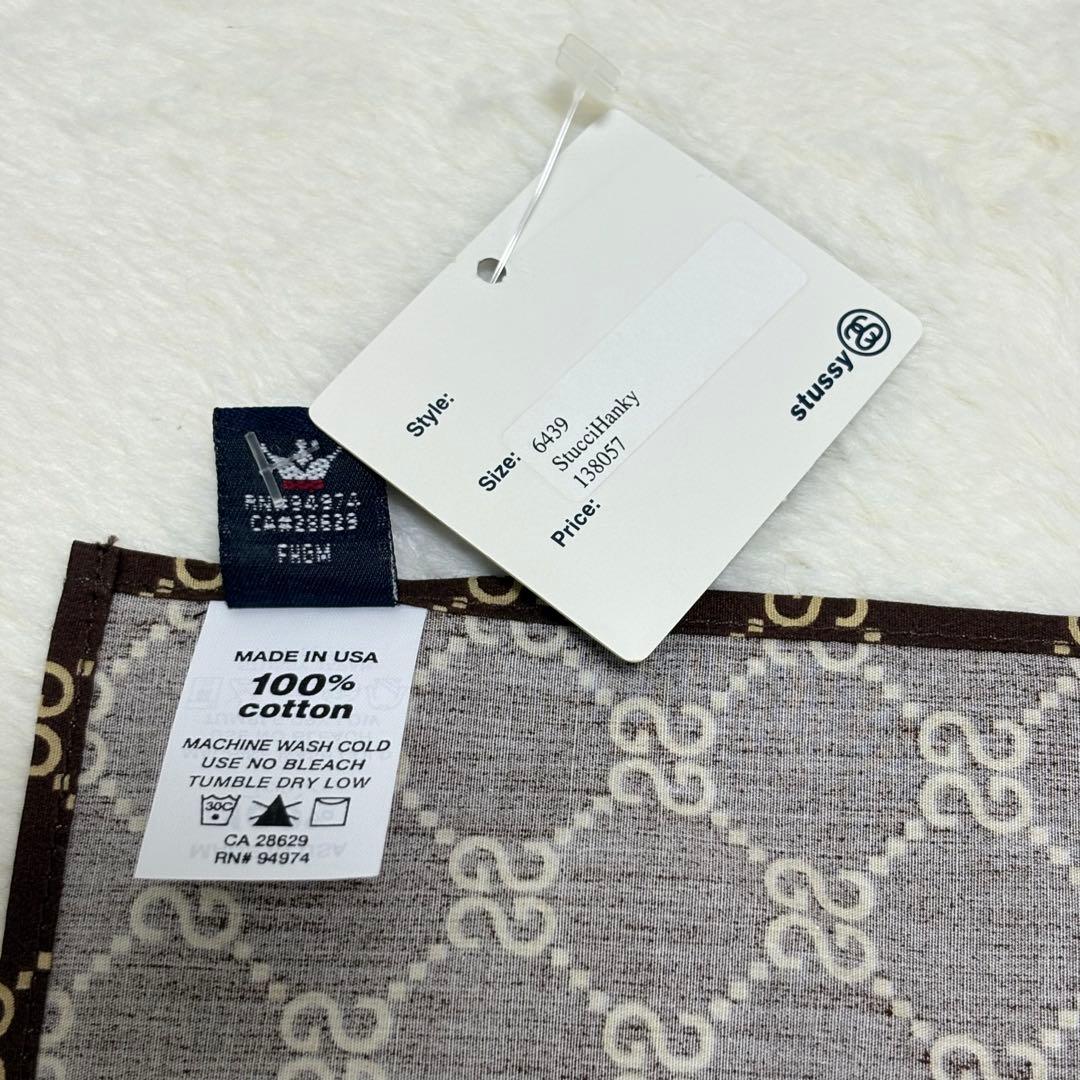 stussy
Style:
Size:
Price:
6439
StucciHanky
138057
RN#94974
CA#28629
FHGM
MADE IN USA
100%
cotton
MACHINE WASH COLD
USE NO BLEACH
TUMBLE DRY LOW
30C
CA 28629
RN# 94974